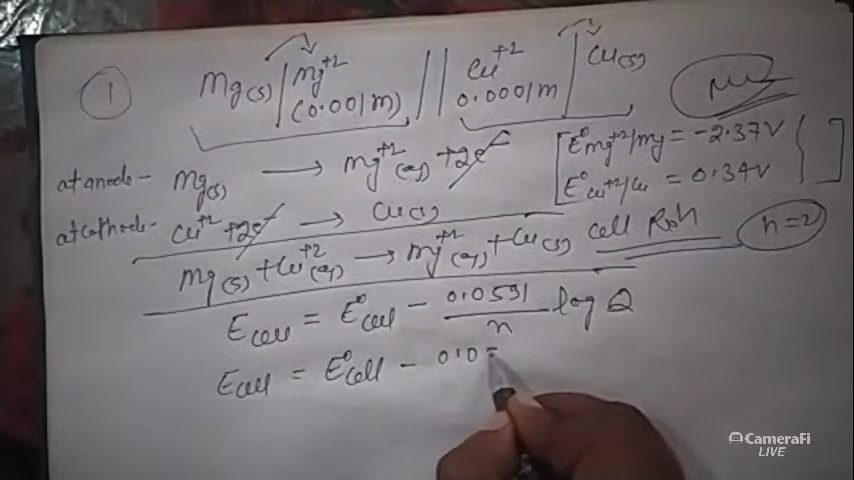 ① Mg(s) | Mg+2 (0.001M) || Cu+2 0.0001M | Cu(s)
at anode - Mg(s) → Mg+2(aq) + 2e-
[E°Mg+2/Mg = -2.37V
E°Cu+2/Cu = 0.34V]
at cathode - Cu+2 + 2e- → Cu(s)
Mg(s) + Cu+2(aq) → Mg+2(aq) + Cu(s) cell Rxn n=2
Ecell = E°cell - 0.0591/n log Q
Ecell = E°cell - 0.05
CameraFi
LIVE